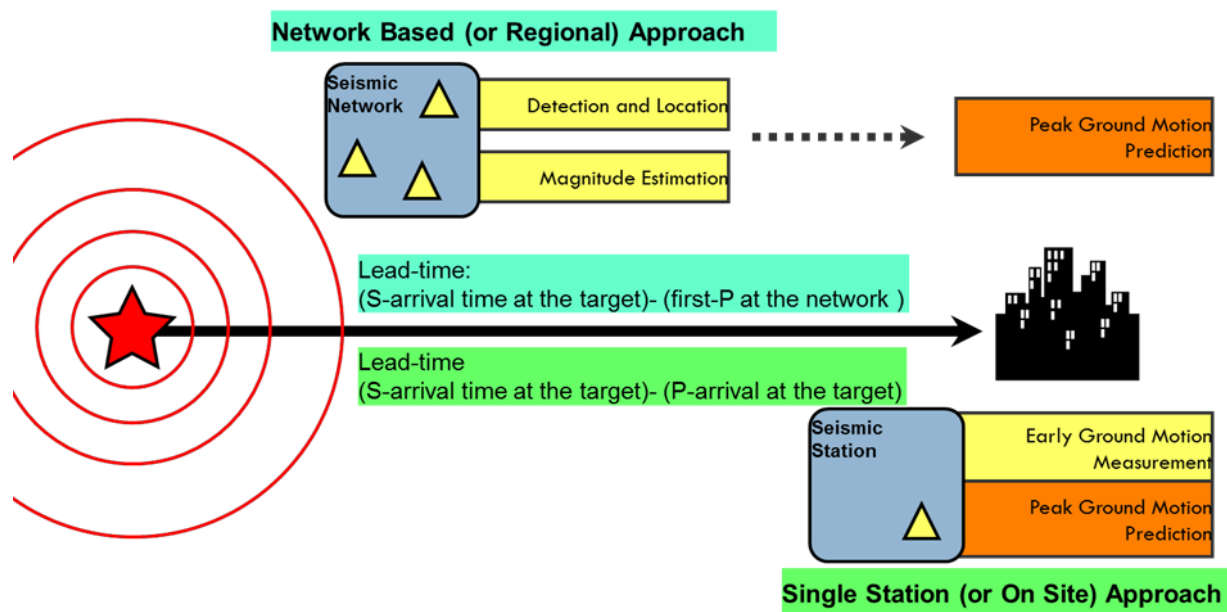 Network Based (or Regional) Approach
Seismic
Network
Detection and Location
Magnitude Estimation
Peak Ground Motion
Prediction
Lead-time:
(S-arrival time at the target)- (first-P at the network )
Lead-time
(S-arrival time at the target)- (P-arrival at the target)
Seismic
Station
Early Ground Motion
Measurement
Peak Ground Motion
Prediction
Single Station (or On Site) Approach